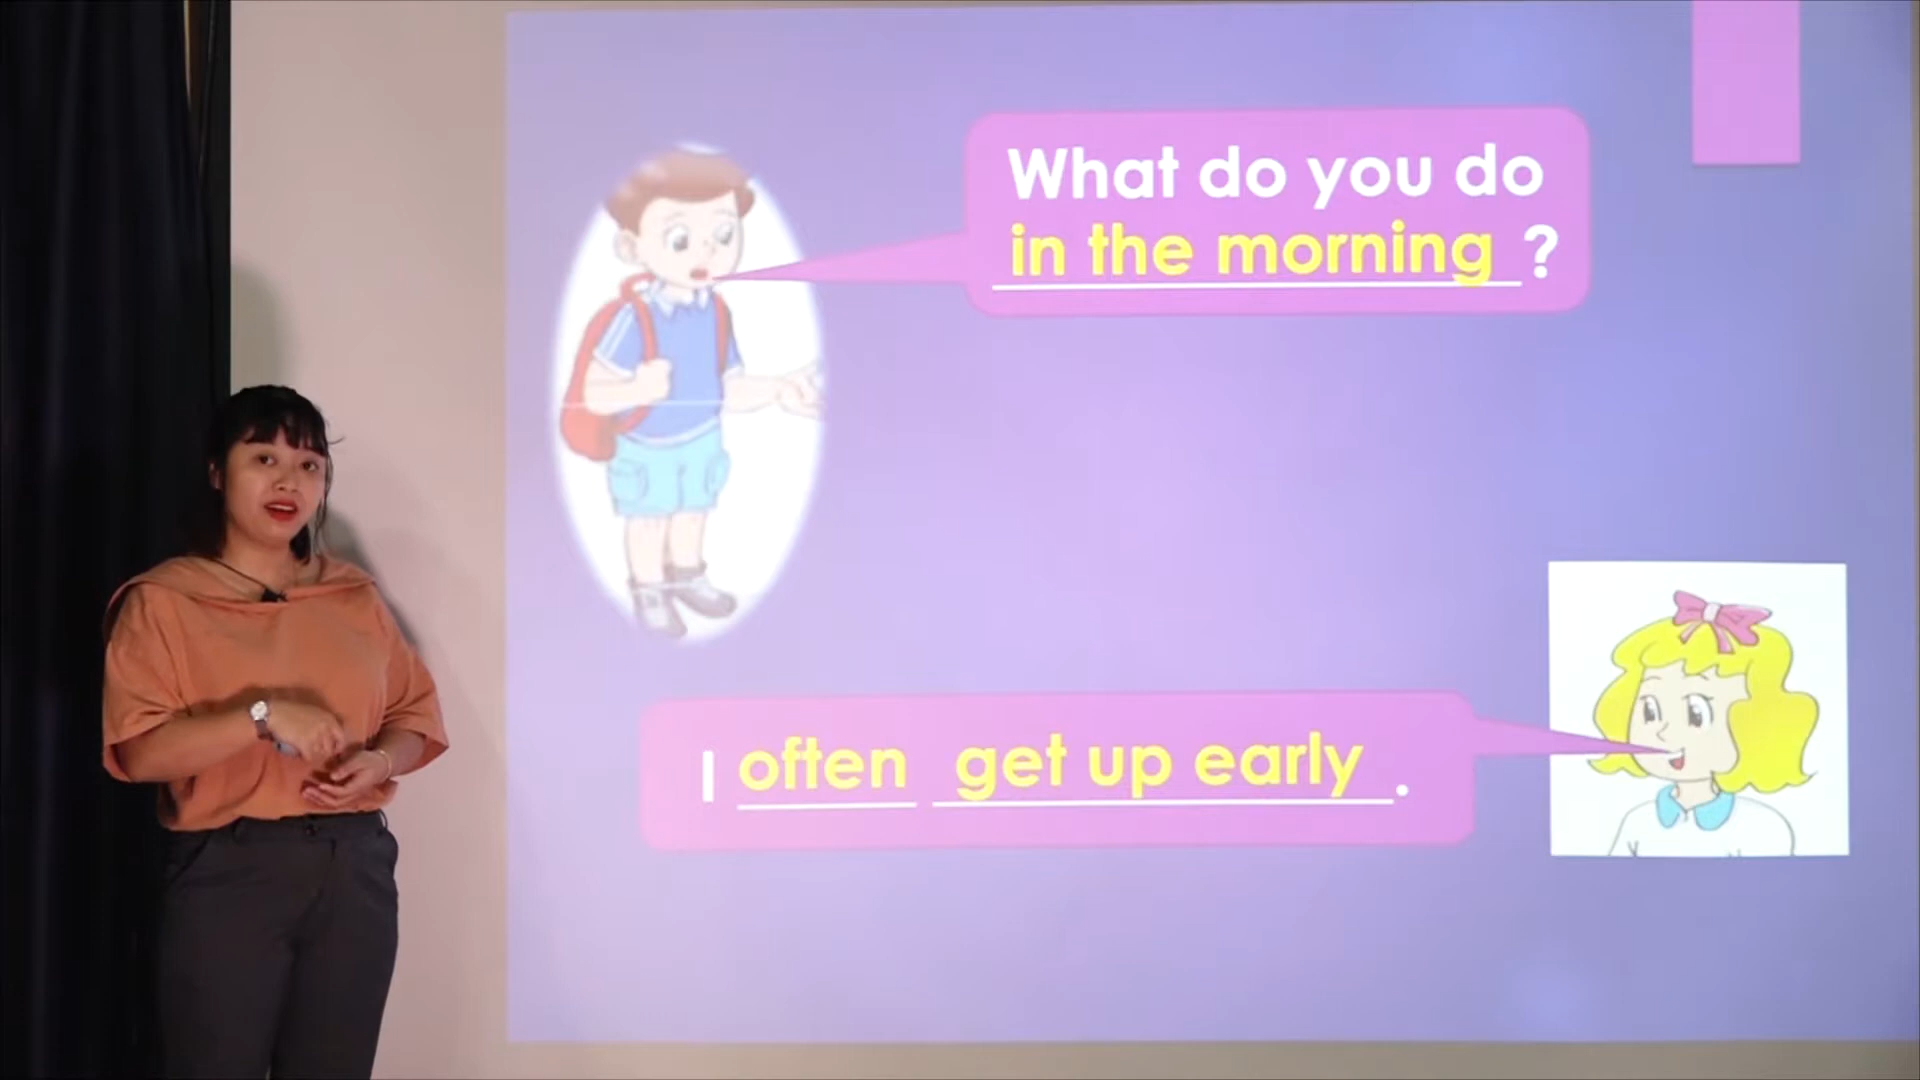 What do you do
in the morning ?
I often get up early .